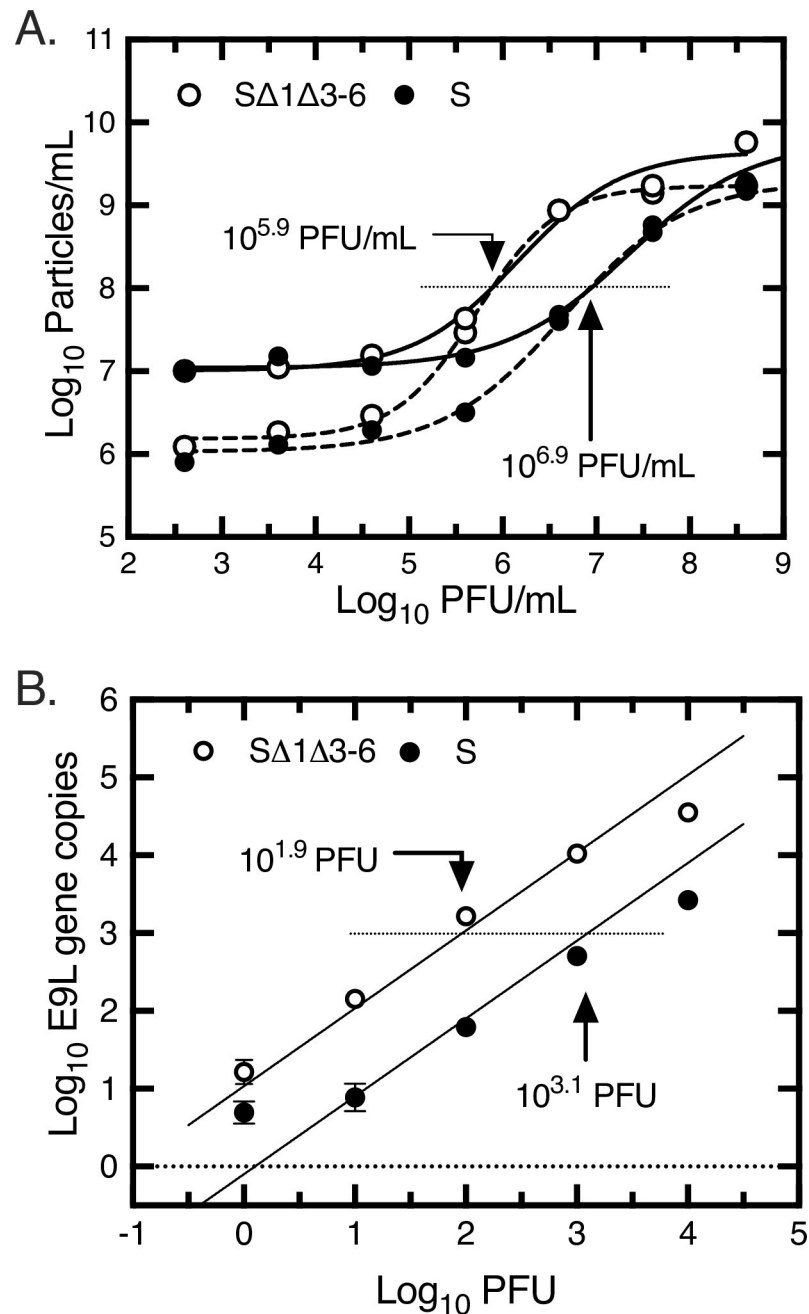 A.
SΔ1Δ3-6 S
11
10
9
8
7
6
5
Log10 Particles/mL
10^5.9 PFU/mL
10^6.9 PFU/mL
2 3 4 5 6 7 8 9
Log10 PFU/mL
B.
SΔ1Δ3-6 S
6
5
4
3
2
1
0
Log10 E9L gene copies
10^1.9 PFU
10^3.1 PFU
-1 0 1 2 3 4 5
Log10 PFU